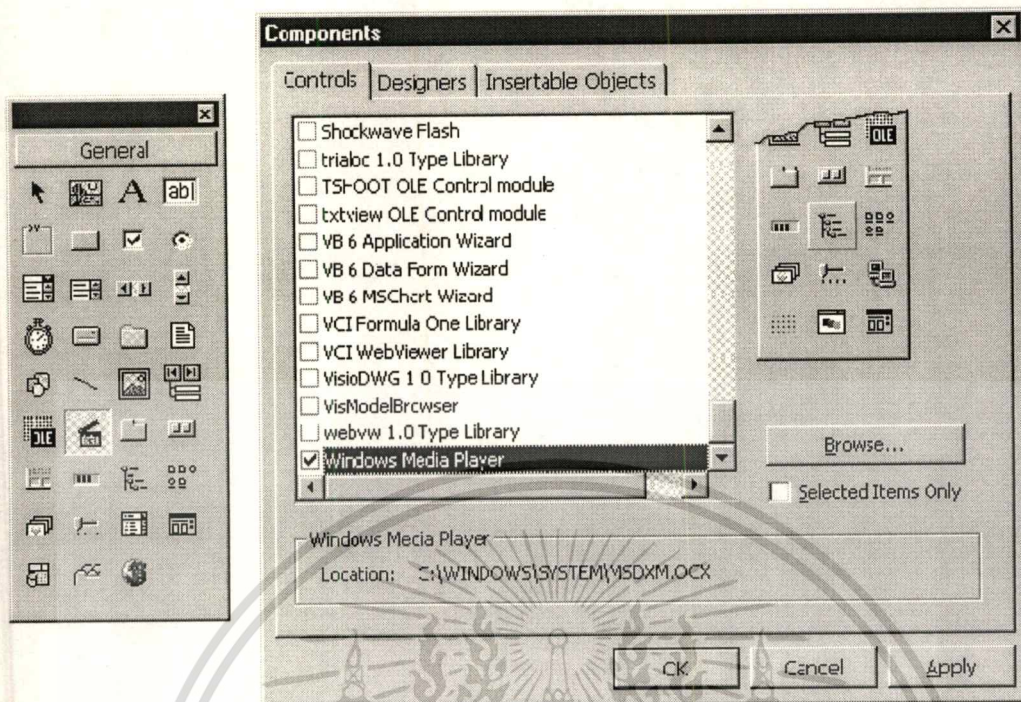 General
A
ab
OLE
Components
Controls
Designers
Insertable Objects
Shockwave Flash
trialoc 1.0 Type Library
TSHOOT OLE Control module
txtview OLE Control module
VB 6 Application Wizard
VB 6 Data Form Wizard
VB 6 MSChart Wizard
VCI Formula One Library
VCI WebViewer Library
VisioDWG 1.0 Type Library
VisModelBrowser
webvw 1.0 Type Library
Windows Media Player
OLE
Browse...
Selected Items Only
Windows Media Player
Location: C:\WINDOWS\SYSTEM\MSDXM.OCX
OK
Cancel
Apply